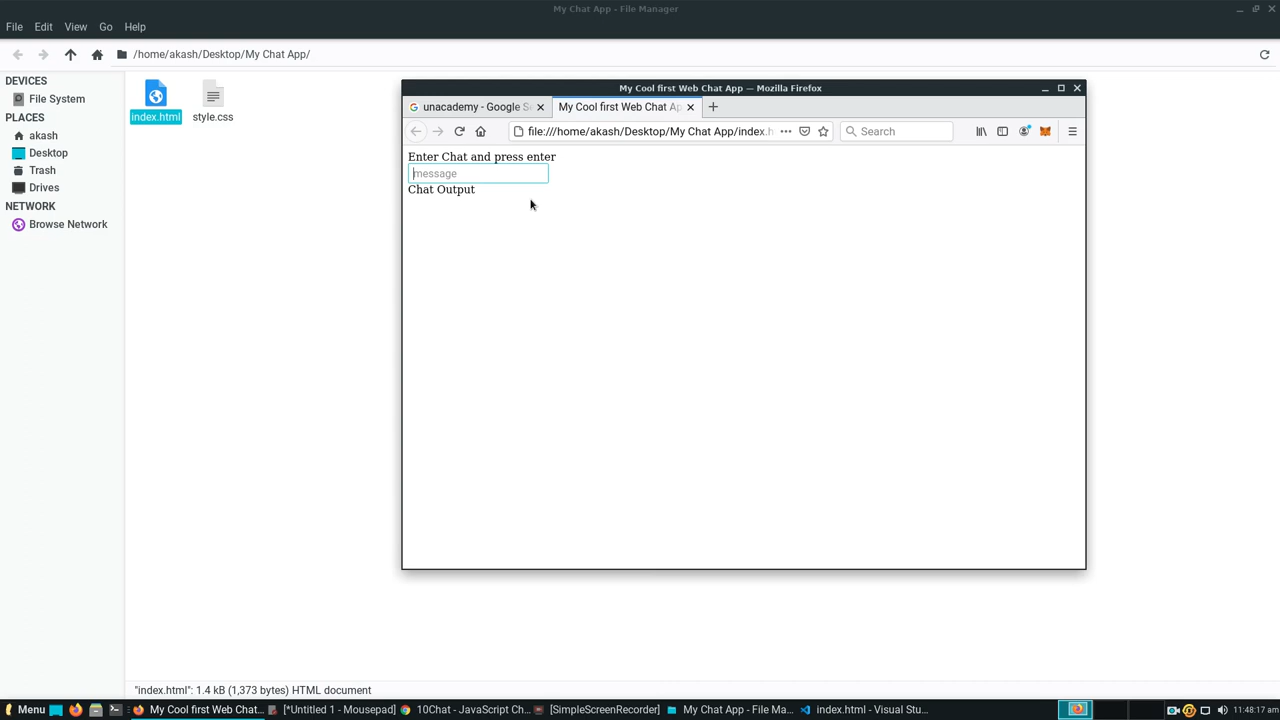 My Chat App - File Manager
File Edit View Go Help
/home/akash/Desktop/My Chat App/
DEVICES
File System
PLACES
akash
Desktop
Trash
Drives
NETWORK
Browse Network
index.html
style.css
My Cool first Web Chat App — Mozilla Firefox
unacademy - Google S
My Cool first Web Chat Ap
file:///home/akash/Desktop/My Chat App/index.h
Search
Enter Chat and press enter
message
Chat Output
"index.html": 1.4 kB (1,373 bytes) HTML document
Menu
My Cool first Web Chat...
[*Untitled 1 - Mousepad]
10Chat - JavaScript Ch...
[SimpleScreenRecorder]
My Chat App - File Ma...
index.html - Visual Stu...
11:48:17 am